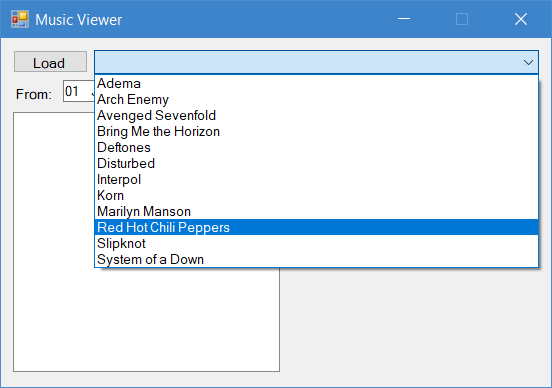 Music Viewer
Load
From: 01
Adema
Arch Enemy
Avenged Sevenfold
Bring Me the Horizon
Deftones
Disturbed
Interpol
Korn
Marilyn Manson
Red Hot Chili Peppers
Slipknot
System of a Down